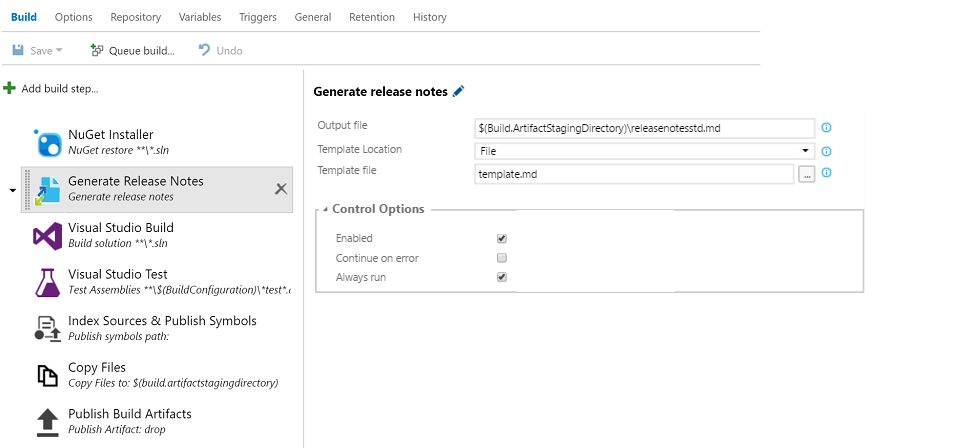 Build Options Repository Variables Triggers General Retention History
Save Queue build... Undo
Add build step...
NuGet Installer
NuGet restore **\*.sln
Generate Release Notes
Generate release notes
Visual Studio Build
Build solution **\*.sln
Visual Studio Test
Test Assemblies **\$(BuildConfiguration)\*test*.c
Index Sources & Publish Symbols
Publish symbols path:
Copy Files
Copy Files to: $(build.artifactstagingdirectory)
Publish Build Artifacts
Publish Artifact: drop
Generate release notes
Output file $(Build.ArtifactStagingDirectory)\releasenotesstd.md
Template Location File
Template file template.md ...
Control Options
Enabled
Continue on error
Always run